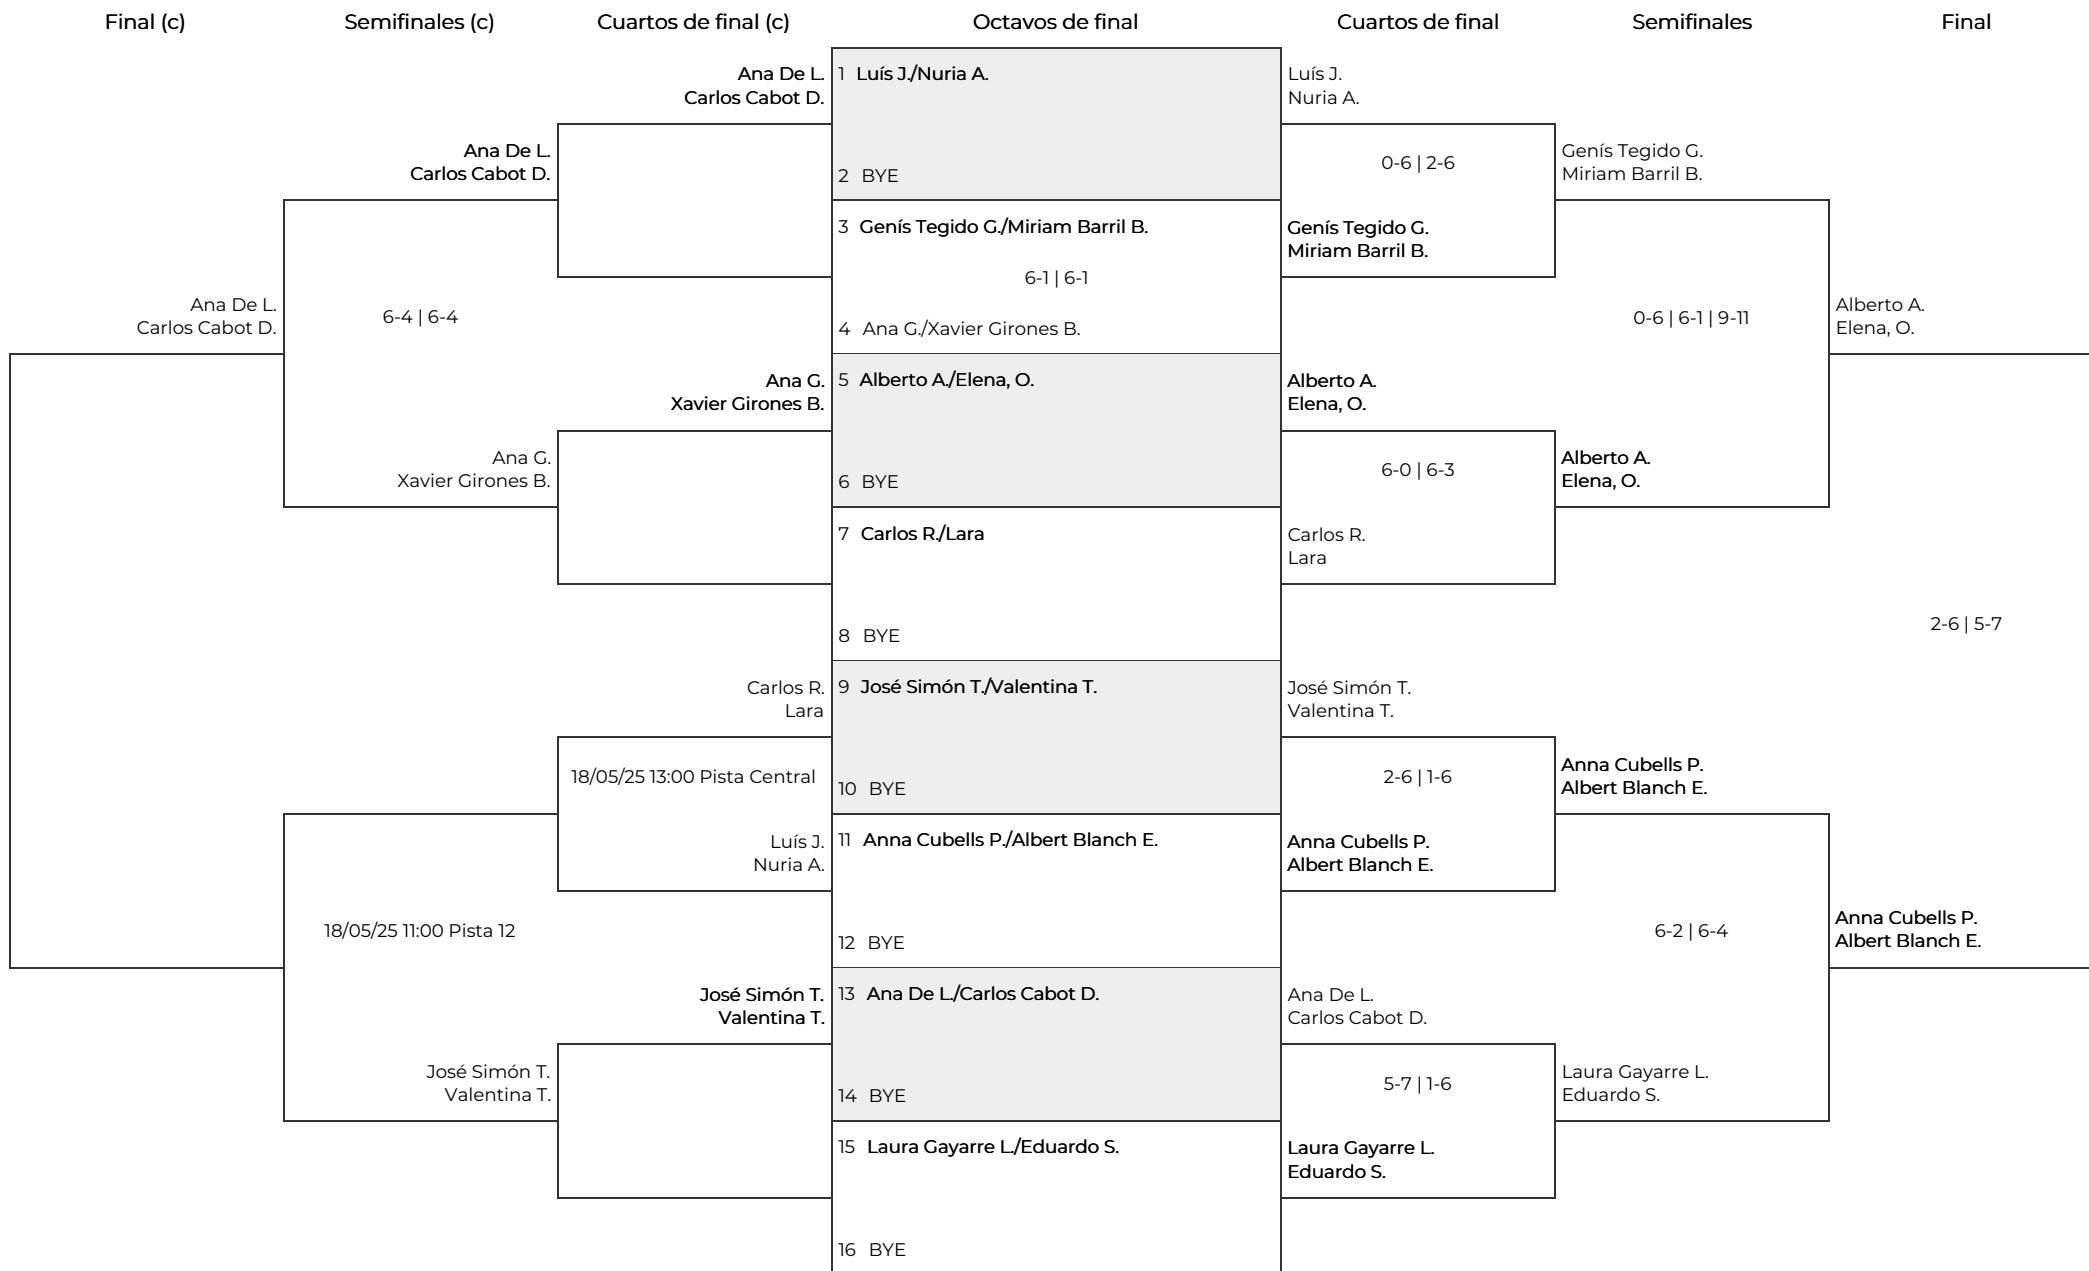 Final (c)
Semifinales (c)
Cuartos de final (c)
Octavos de final
Cuartos de final
Semifinales
Final
Ana De L.
Carlos Cabot D.
Ana G.
Xavier Girones B.
6-4 | 6-4
Ana De L.
Carlos Cabot D.
18/05/25 11:00 Pista 12
José Simón T.
Valentina T.
Ana De L.
Carlos Cabot D.
Ana G.
Xavier Girones B.
Carlos R.
Lara
18/05/25 13:00 Pista Central
Luís J.
Nuria A.
José Simón T.
Valentina T.
1 Luís J./Nuria A.
2 BYE
3 Genís Tegido G./Miriam Barril B.
6-1 | 6-1
4 Ana G./Xavier Girones B.
5 Alberto A./Elena, O.
6 BYE
7 Carlos R./Lara
8 BYE
9 José Simón T./Valentina T.
10 BYE
11 Anna Cubells P./Albert Blanch E.
12 BYE
13 Ana De L./Carlos Cabot D.
14 BYE
15 Laura Gayarre L./Eduardo S.
16 BYE
Luís J.
Nuria A.
0-6 | 2-6
Genís Tegido G.
Miriam Barril B.
Alberto A.
Elena, O.
6-0 | 6-3
Carlos R.
Lara
José Simón T.
Valentina T.
2-6 | 1-6
Anna Cubells P.
Albert Blanch E.
Ana De L.
Carlos Cabot D.
5-7 | 1-6
Laura Gayarre L.
Eduardo S.
Genís Tegido G.
Miriam Barril B.
0-6 | 6-1 | 9-11
Alberto A.
Elena, O.
Anna Cubells P.
Albert Blanch E.
6-2 | 6-4
Laura Gayarre L.
Eduardo S.
Alberto A.
Elena, O.
2-6 | 5-7
Anna Cubells P.
Albert Blanch E.